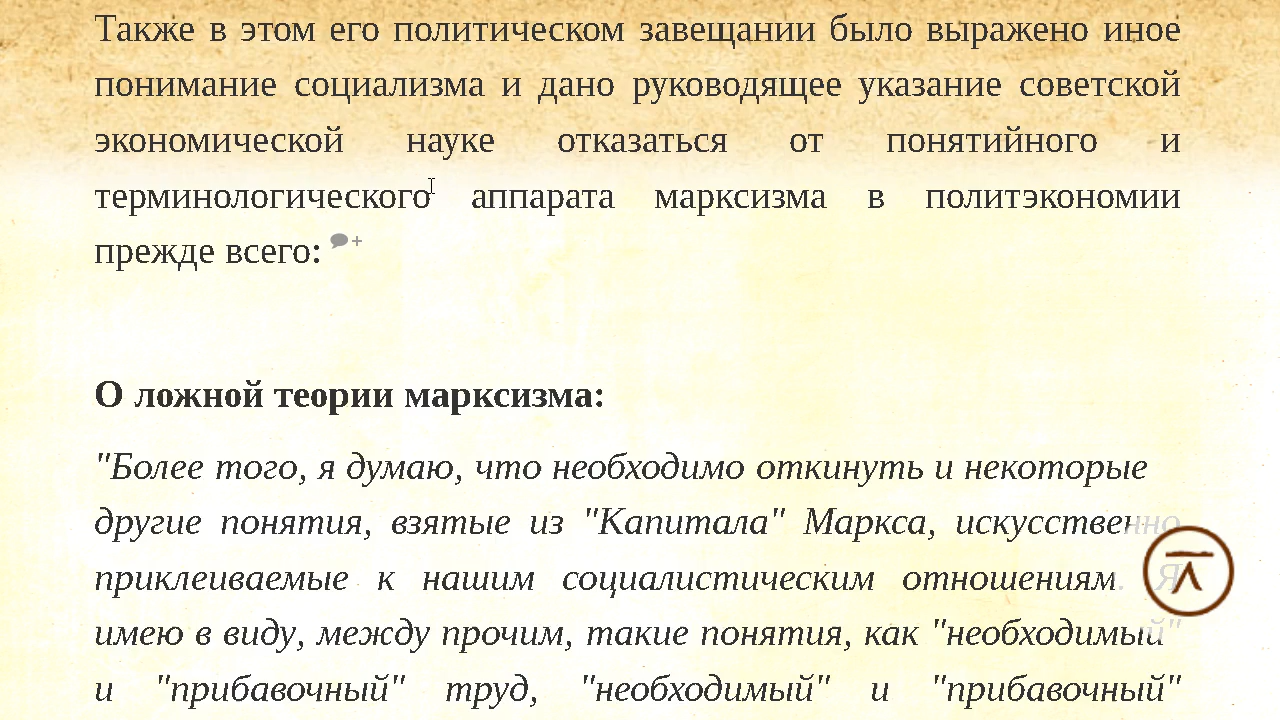 Также в этом его политическом завещании было выражено иное
понимание социализма и дано руководящее указание советской
экономической науке отказаться от понятийного и
терминологического аппарата марксизма в политэкономии
прежде всего:
О ложной теории марксизма:
"Более того, я думаю, что необходимо откинуть и некоторые
другие понятия, взятые из "Капитала" Маркса, искусственно
приклеиваемые к нашим социалистическим отношениям. Я
имею в виду, между прочим, такие понятия, как "необходимый"
и "прибавочный" труд, "необходимый" и "прибавочный"